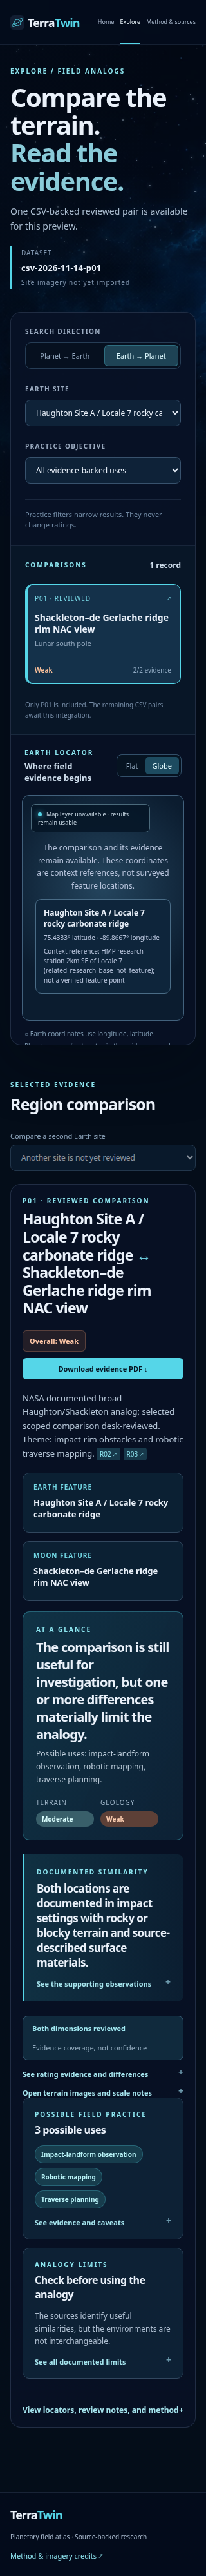 TerraTwin
Home Explore Method & sources
EXPLORE / FIELD ANALOGS
Compare the
terrain.
Read the
evidence.
One CSV-backed reviewed pair is available
for this preview.
DATASET
csv-2026-11-14-p01
Site imagery not yet imported
SEARCH DIRECTION
Planet → Earth
Earth → Planet
EARTH SITE
Haughton Site A / Locale 7 rocky ca
PRACTICE OBJECTIVE
All evidence-backed uses
Practice filters narrow results. They never
change ratings.
COMPARISONS
1 record
P01 · REVIEWED ↗
Shackleton–de Gerlache ridge
rim NAC view
Lunar south pole
Weak
2/2 evidence
Only P01 is included. The remaining CSV pairs
await this integration.
EARTH LOCATOR
Where field
evidence begins
Flat Globe
Map layer unavailable · results
remain usable
The comparison and its evidence
remain available. These coordinates
are context references, not surveyed
feature locations.
Haughton Site A / Locale 7
rocky carbonate ridge
75.4333° latitude · -89.8667° longitude
Context reference: HMP research
station 2km SE of Locale 7
(related_research_base_not_feature);
not a verified feature point
○ Earth coordinates use longitude, latitude.
SELECTED EVIDENCE
Region comparison
Compare a second Earth site
Another site is not yet reviewed
P01 · REVIEWED COMPARISON
Haughton Site A /
Locale 7 rocky
carbonate ridge ↔
Shackleton–de
Gerlache ridge rim
NAC view
Overall: Weak
Download evidence PDF ↓
NASA documented broad
Haughton/Shackleton analog; selected
scoped comparison desk-reviewed.
Theme: impact-rim obstacles and robotic
traverse mapping. R02 ↗ R03 ↗
EARTH FEATURE
Haughton Site A / Locale 7 rocky
carbonate ridge
MOON FEATURE
Shackleton–de Gerlache ridge
rim NAC view
AT A GLANCE
The comparison is still
useful for
investigation, but one
or more differences
materially limit the
analogy.
Possible uses: impact-landform
observation, robotic mapping,
traverse planning.
TERRAIN GEOLOGY
Moderate Weak
DOCUMENTED SIMILARITY
Both locations are
documented in impact
settings with rocky or
blocky terrain and source-
described surface
materials.
See the supporting observations +
Both dimensions reviewed
Evidence coverage, not confidence
See rating evidence and differences +
Open terrain images and scale notes +
POSSIBLE FIELD PRACTICE
3 possible uses
Impact-landform observation
Robotic mapping
Traverse planning
See evidence and caveats +
ANALOGY LIMITS
Check before using the
analogy
The sources identify useful
similarities, but the environments are
not interchangeable.
See all documented limits +
View locators, review notes, and method +
TerraTwin
Planetary field atlas · Source-backed research
Method & imagery credits ↗